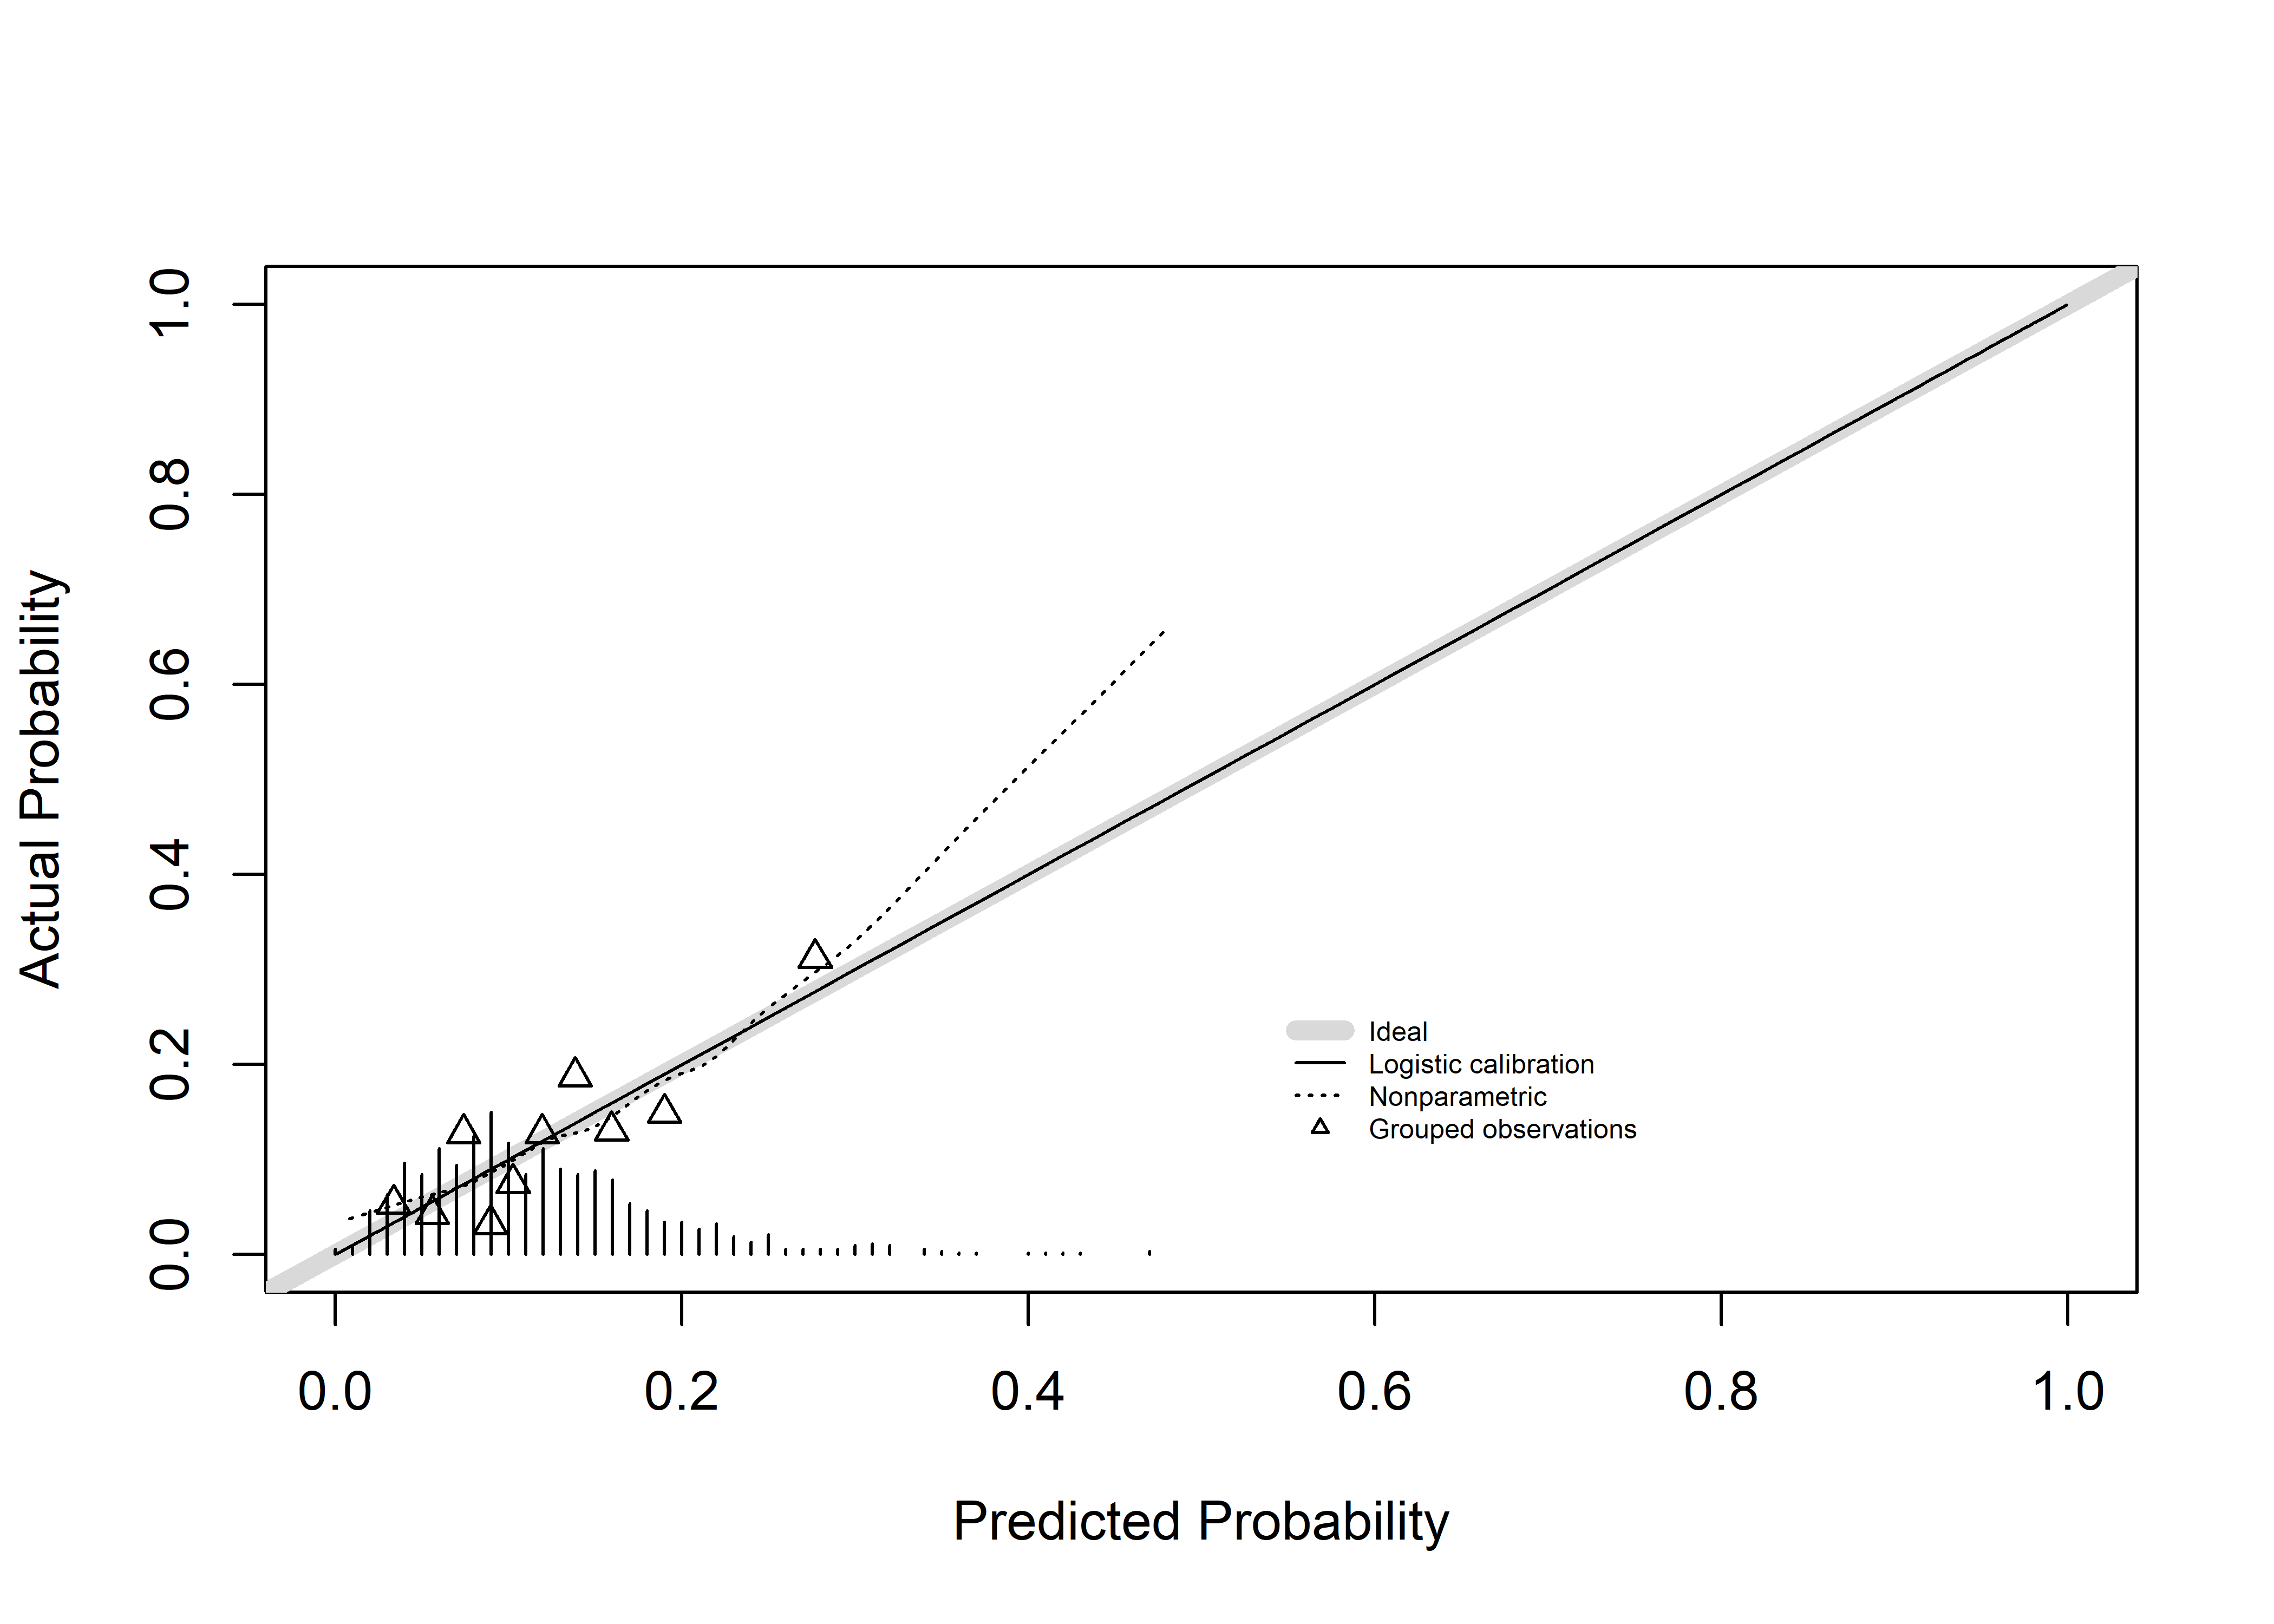 1.0
0.8
0.6
0.4
0.2
0.0
Actual Probability
Ideal
Logistic calibration
Nonparametric
Grouped observations
0.0 0.2 0.4 0.6 0.8 1.0
Predicted Probability